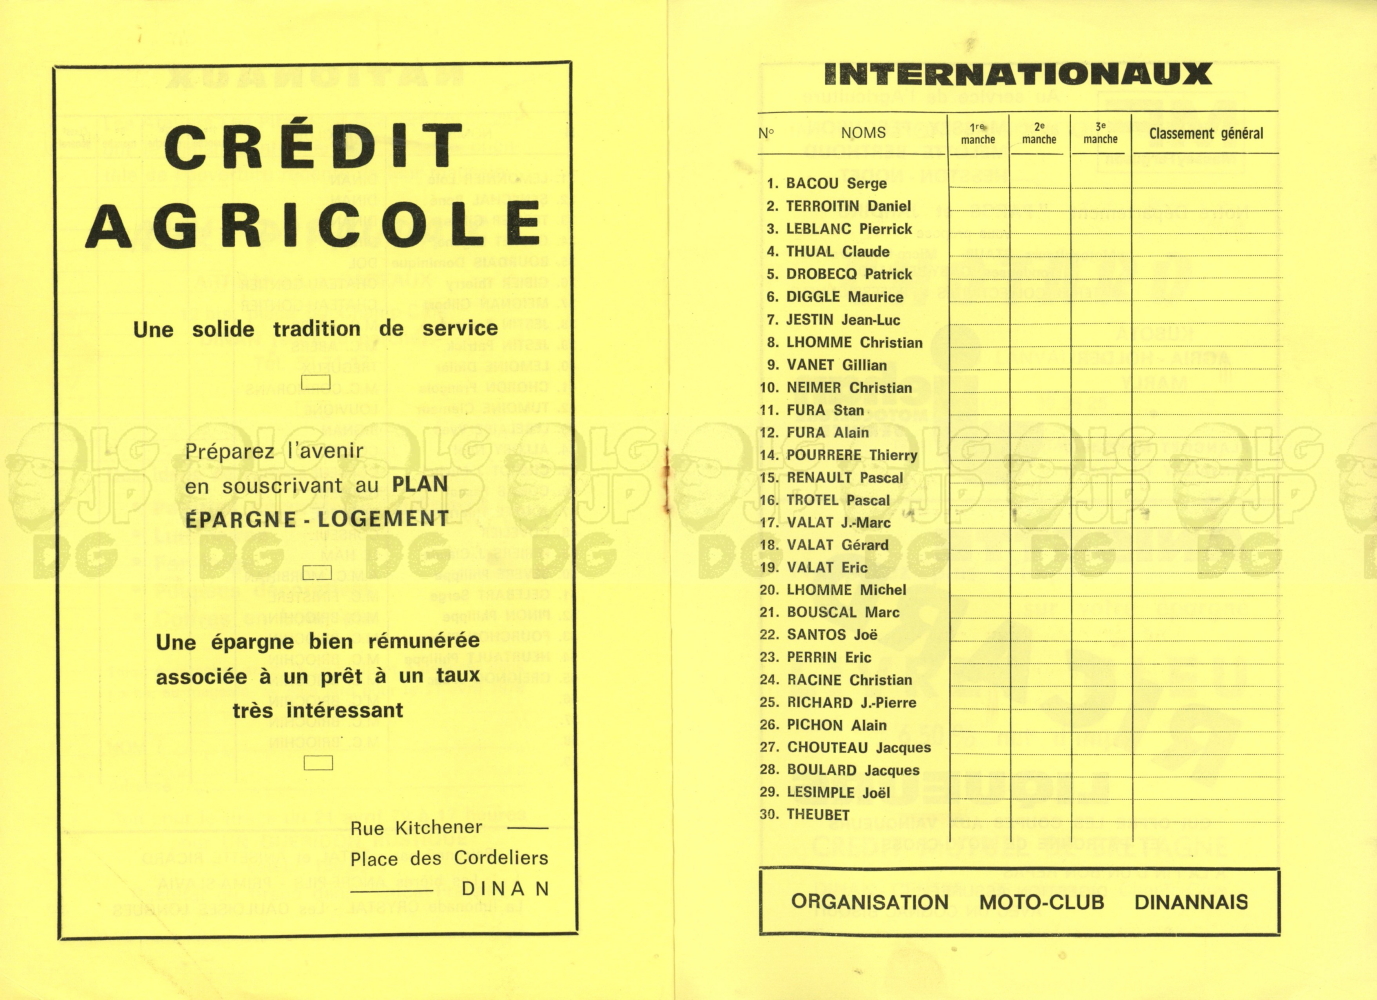 CRÉDIT
AGRICOLE
Une solide tradition de service
Préparez l'avenir
en souscrivant au PLAN
ÉPARGNE - LOGEMENT
Une épargne bien rémunérée
associée à un prêt à un taux
très intéressant
Rue Kitchener
Place des Cordeliers
DINAN
INTERNATIONAUX
N° NOMS 1re manche 2e manche 3e manche Classement général
1. BACOU Serge
2. TERROITIN Daniel
3. LEBLANC Pierrick
4. THUAL Claude
5. DROBECQ Patrick
6. DIGGLE Maurice
7. JESTIN Jean-Luc
8. LHOMME Christian
9. VANET Gillian
10. NEIMER Christian
11. FURA Stan
12. FURA Alain
14. POURRERE Thierry
15. RENAULT Pascal
16. TROTEL Pascal
17. VALAT J.-Marc
18. VALAT Gérard
19. VALAT Eric
20. LHOMME Michel
21. BOUSCAL Marc
22. SANTOS Joë
23. PERRIN Eric
24. RACINE Christian
25. RICHARD J.-Pierre
26. PICHON Alain
27. CHOUTEAU Jacques
28. BOULARD Jacques
29. LESIMPLE Joël
30. THEUBET
ORGANISATION MOTO-CLUB DINANNAIS
LG JP DG